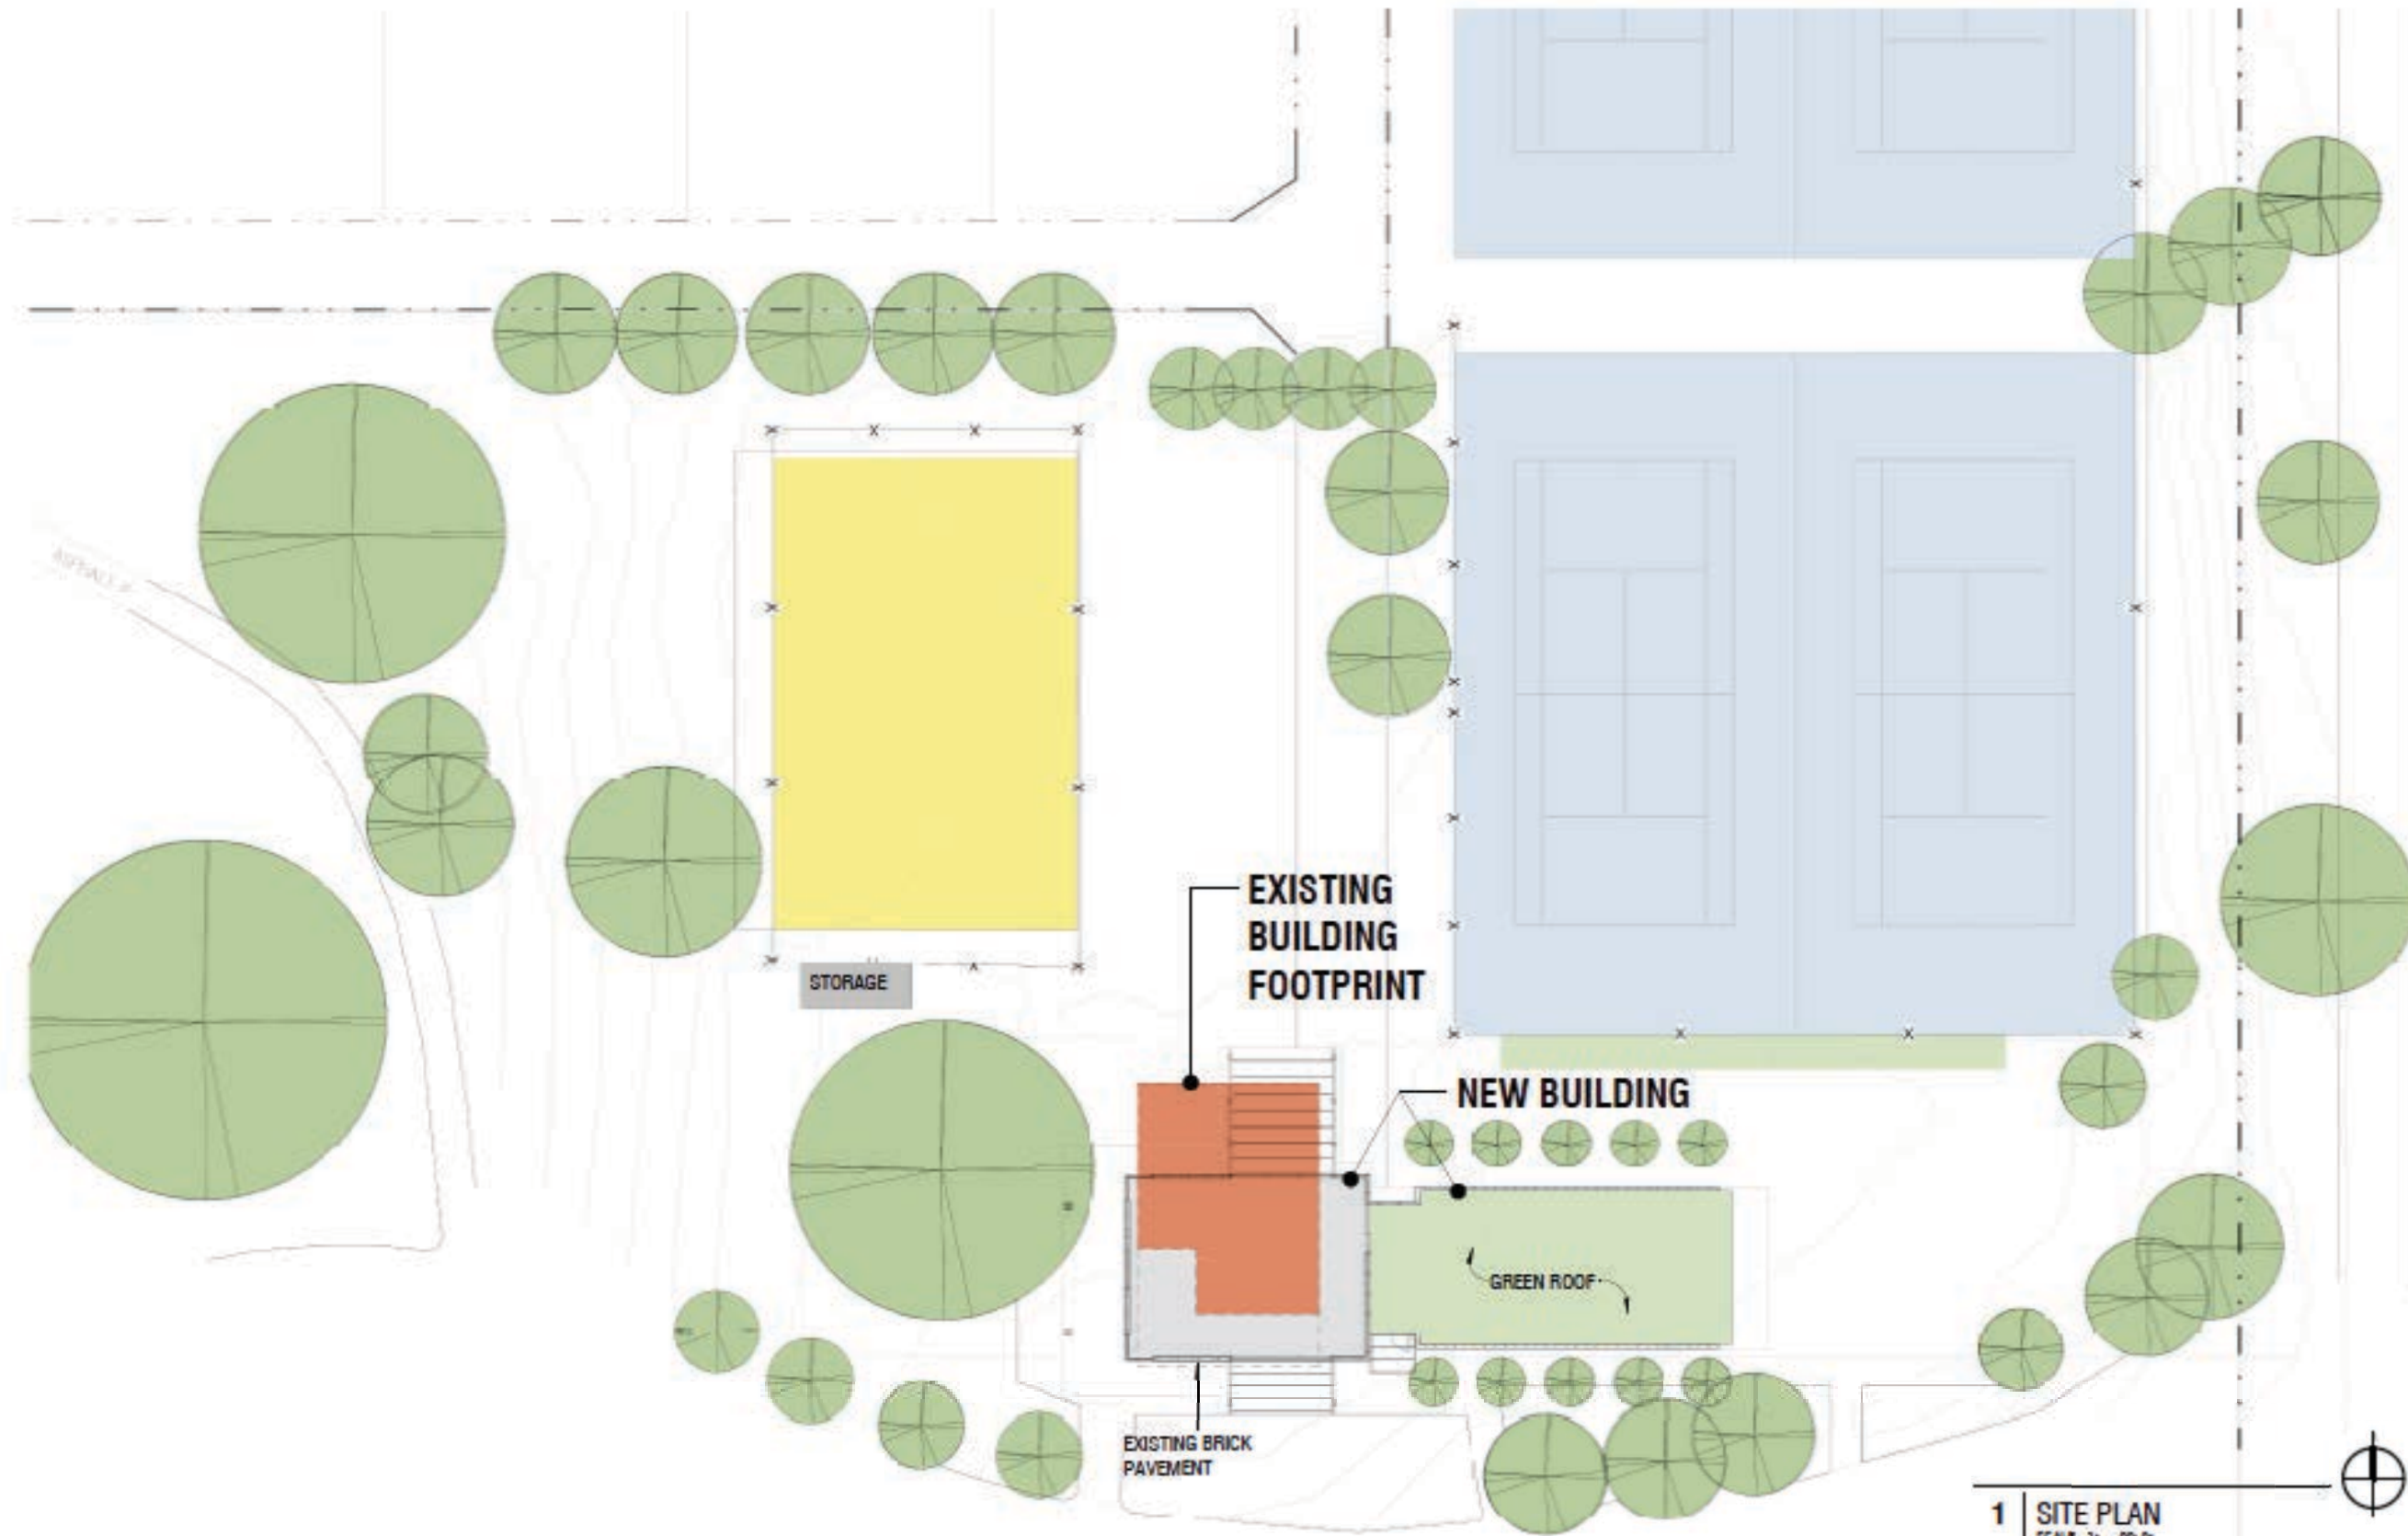 STORAGE
EXISTING
BUILDING
FOOTPRINT
NEW BUILDING
GREEN ROOF
EXISTING BRICK
PAVEMENT
1
SITE PLAN